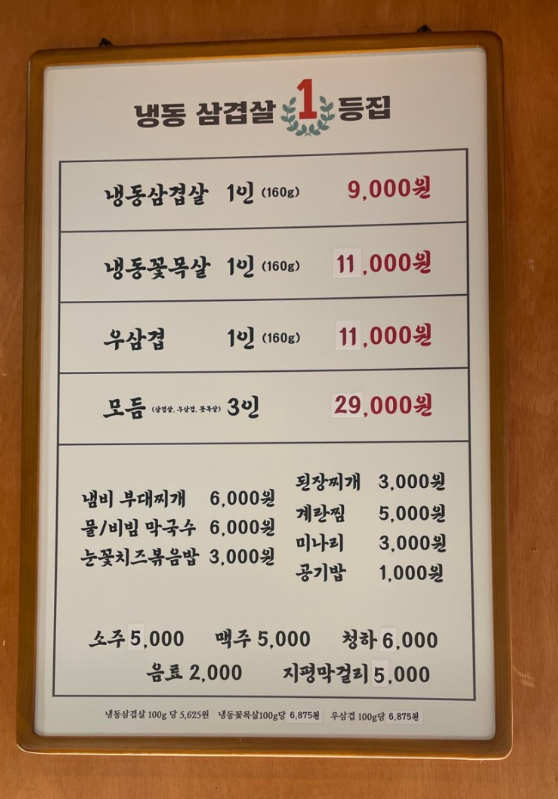 냉동 삼겹살 1 등집
냉동삼겹살 1인 (160g) 9,000원
냉동꽃목살 1인 (160g) 11,000원
우삼겹 1인 (160g) 11,000원
모듬 (삼겹살, 우삼겹, 꽃목살) 3인 29,000원
냄비 부대찌개 6,000원
물/비빔 막국수 6,000원
눈꽃치즈볶음밥 3,000원
된장찌개 3,000원
계란찜 5,000원
미나리 3,000원
공기밥 1,000원
소주 5,000 맥주 5,000 청하 6,000
음료 2,000 지평막걸리 5,000
냉동삼겹살 100g 당 5,625원 냉동꽃목살100g당 6,875원 우삼겹 100g당 6,875원